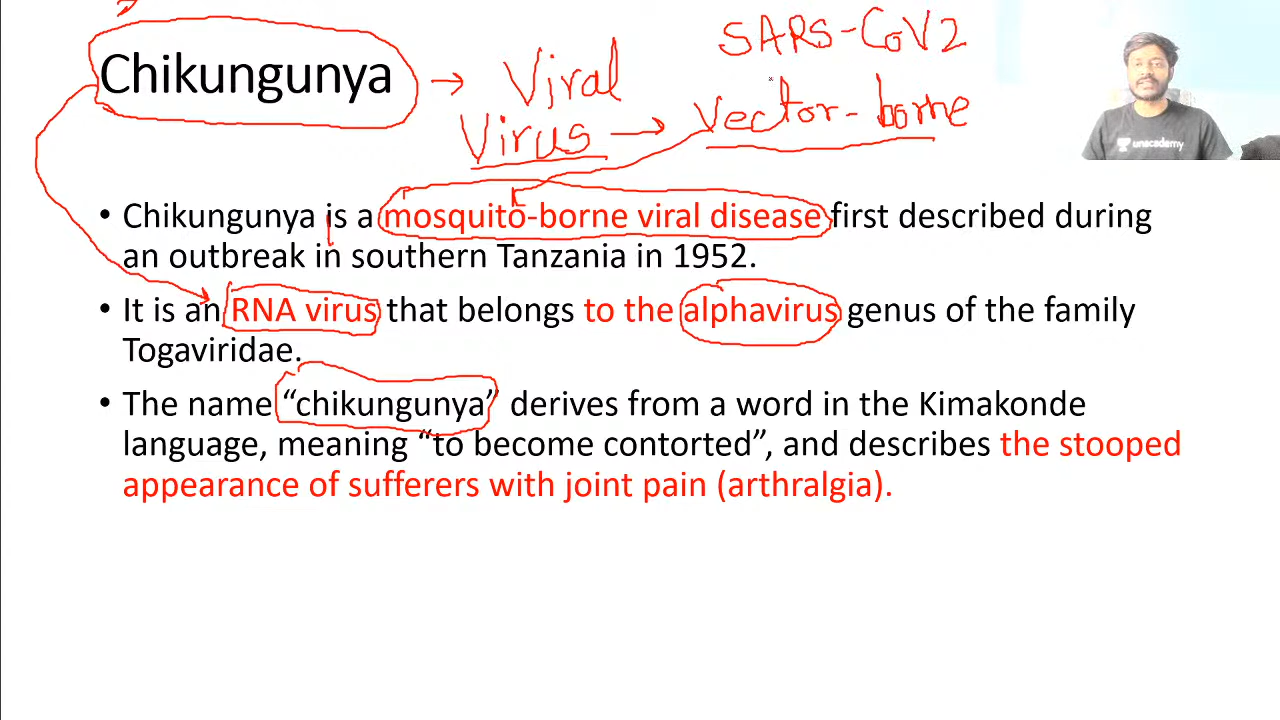 SARS-CoV2
Chikungunya → Viral
Virus → Vector-borne
unacademy
• Chikungunya is a mosquito-borne viral disease first described during
an outbreak in southern Tanzania in 1952.
• It is an RNA virus that belongs to the alphavirus genus of the family
Togaviridae.
• The name “chikungunya” derives from a word in the Kimakonde
language, meaning “to become contorted”, and describes the stooped
appearance of sufferers with joint pain (arthralgia).